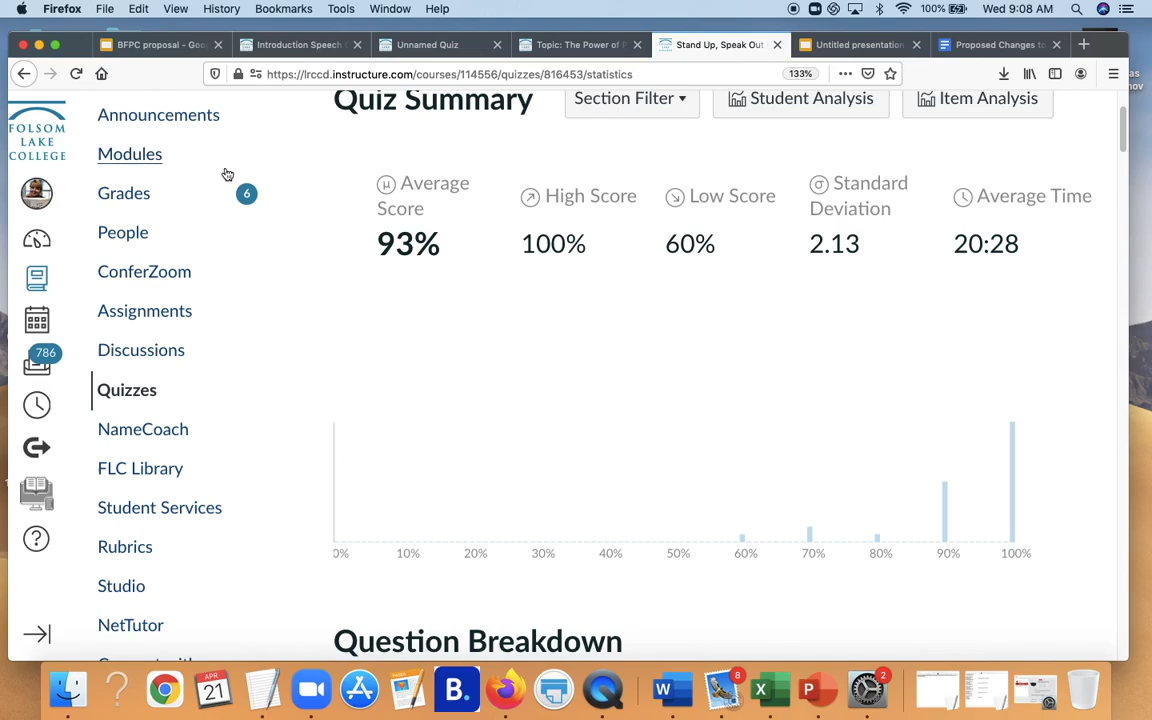 Firefox File Edit View History Bookmarks Tools Window Help 100% Wed 9:08 AM
BFPC proposal - Goo Introduction Speech Unnamed Quiz Topic: The Power of P Stand Up, Speak Out Untitled presentation Proposed Changes to
https://lrccd.instructure.com/courses/114556/quizzes/816453/statistics 133%
FOLSOM
LAKE
COLLEGE
786
Announcements
Modules
Grades 6
People
ConferZoom
Assignments
Discussions
Quizzes
NameCoach
FLC Library
Student Services
Rubrics
Studio
NetTutor
Quiz Summary Section Filter Student Analysis Item Analysis
Average Score
93%
High Score
100%
Low Score
60%
Standard Deviation
2.13
Average Time
20:28
0% 10% 20% 30% 40% 50% 60% 70% 80% 90% 100%
Question Breakdown
APR
21
B.
W
8
X
P
2